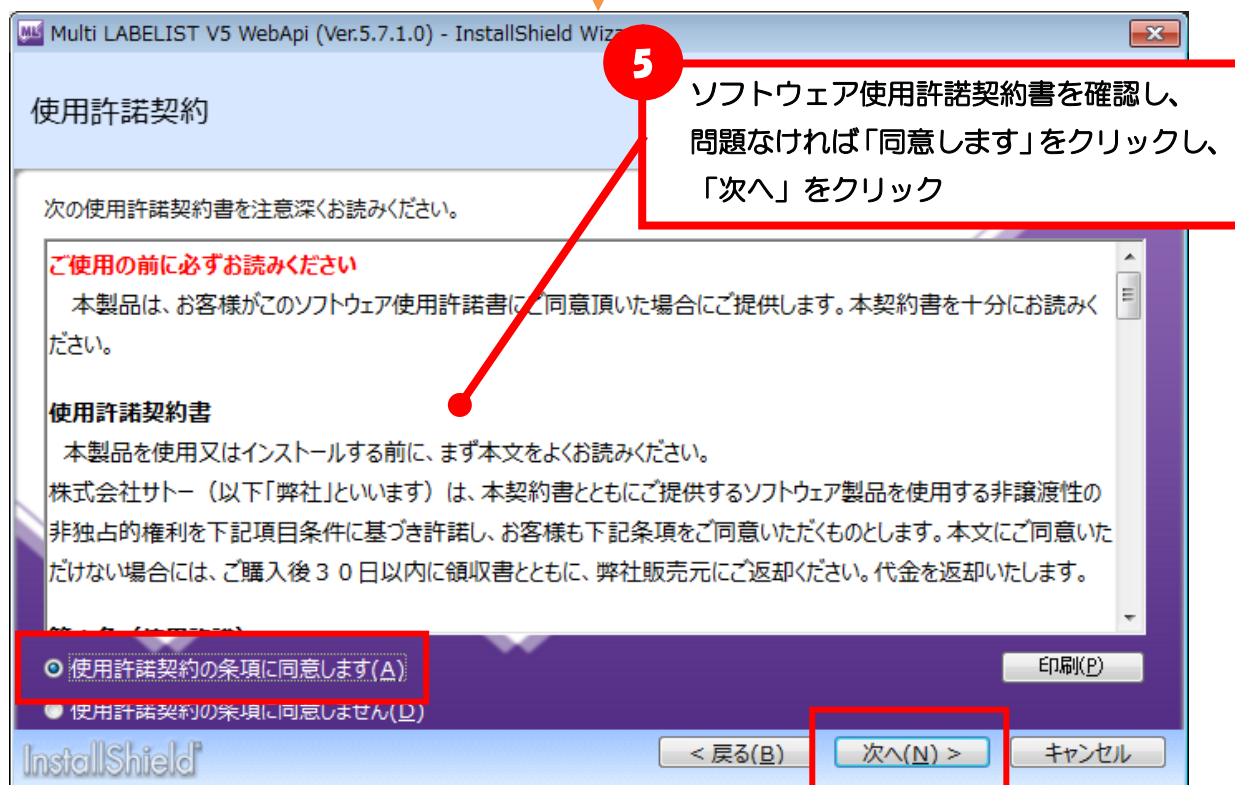 Multi LABELIST V5 WebApi (Ver.5.7.1.0) - InstallShield Wiz
5
ソフトウェア使用許諾契約書を確認し、
問題なければ「同意します」をクリックし、
「次へ」をクリック
使用許諾契約
次の使用許諾契約書を注意深くお読みください。
ご使用の前に必ずお読みください
本製品は、お客様がこのソフトウェア使用許諾書にご同意頂いた場合にご提供します。本契約書を十分にお読みく
ださい。
使用許諾契約書
本製品を使用又はインストールする前に、まず本文をよくお読みください。
株式会社サトー（以下「弊社」といいます）は、本契約書とともにご提供するソフトウェア製品を使用する非譲渡性の
非独占的権利を下記項目条件に基づき許諾し、お客様も下記条項をご同意いただくものとします。本文にご同意いた
だけない場合には、ご購入後３０日以内に領収書とともに、弊社販売元にご返却ください。代金を返却いたします。
使用許諾契約の条項に同意します(A)
印刷(P)
使用許諾契約の条項に同意しません(D)
InstallShield
< 戻る(B)
次へ(N) >
キャンセル